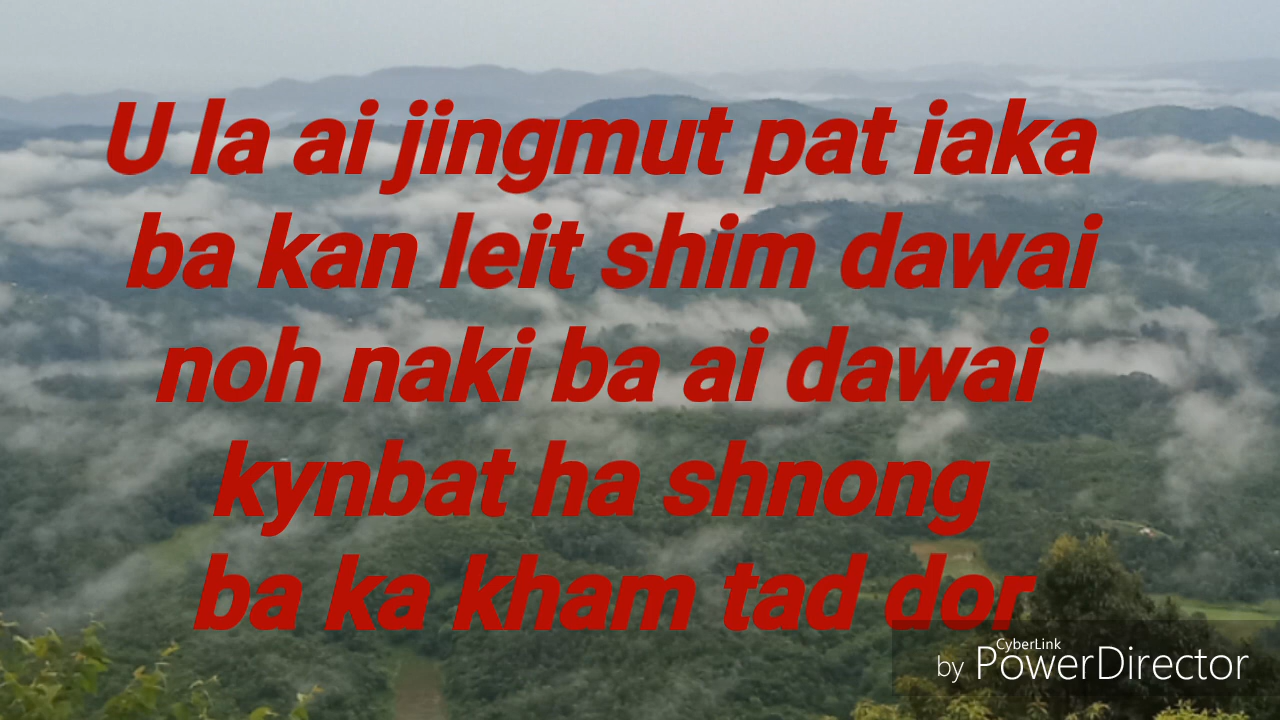 U la ai jingmut pat iaka
ba kan leit shim dawai
noh naki ba ai dawai
kynbat ha shnong
ba ka kham tad dor
CyberLink
by PowerDirector